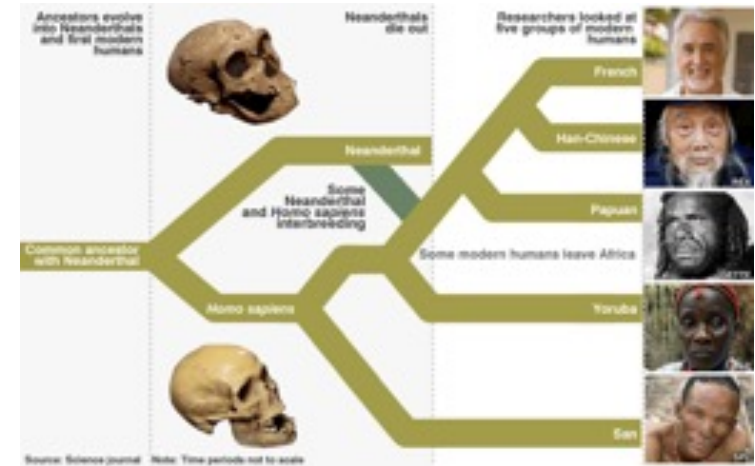 Ancestors evolve
into Neanderthals
and first modern
humans
Neanderthals
die out
Researchers looked at
five groups of modern
humans
French
Han-Chinese
Neanderthal
Some
Neanderthal
and Homo sapiens
interbreeding
Papuan
Common ancestor
with Neanderthal
Some modern humans leave Africa
Homo sapiens
Yoruba
San
Source: Science journal
Note: Time periods not to scale